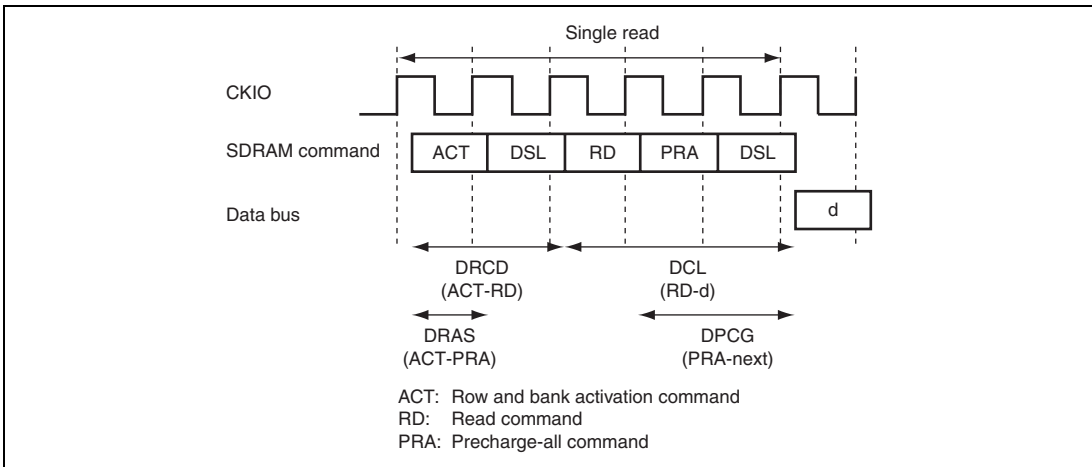 Single read
CKIO
SDRAM command
ACT DSL RD PRA DSL
Data bus
d
DRCD
(ACT-RD)
DCL
(RD-d)
DRAS
(ACT-PRA)
DPCG
(PRA-next)
ACT: Row and bank activation command
RD: Read command
PRA: Precharge-all command